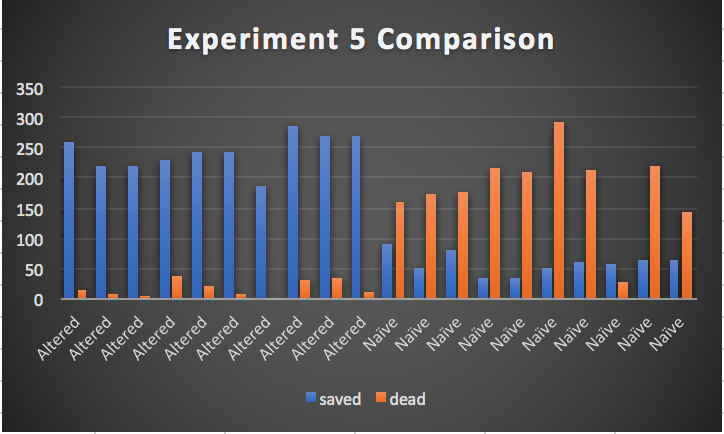 Experiment 5 Comparison
350
300
250
200
150
100
50
0
Altered Altered Altered Altered Altered Altered Altered Altered Altered Altered Naïve Naïve Naïve Naïve Naïve Naïve Naïve Naïve Naïve Naïve
saved dead